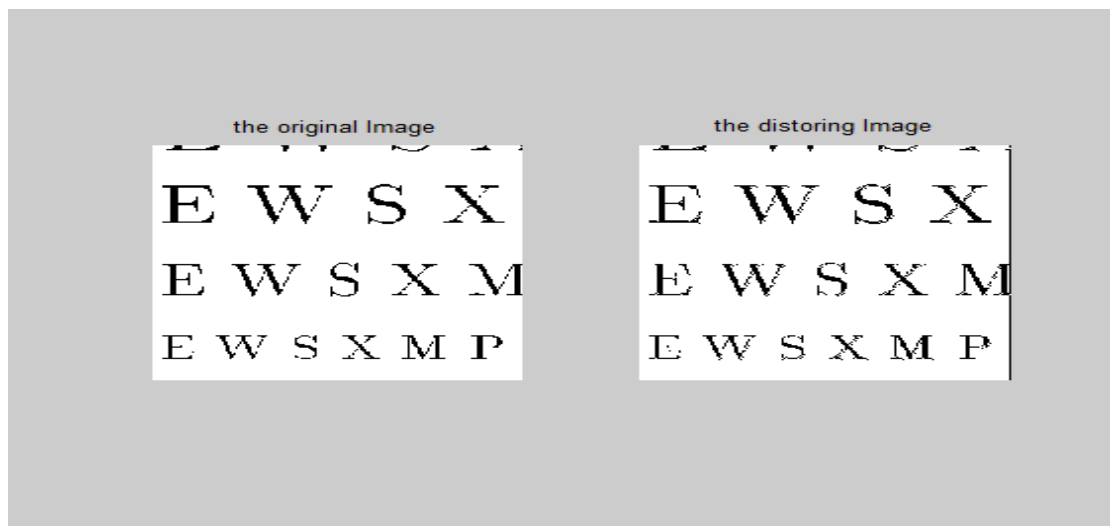 the original Image
E W S X
E W S X M
E W S X M P
the distoring Image
E W S X
E W S X M
E W S X M P